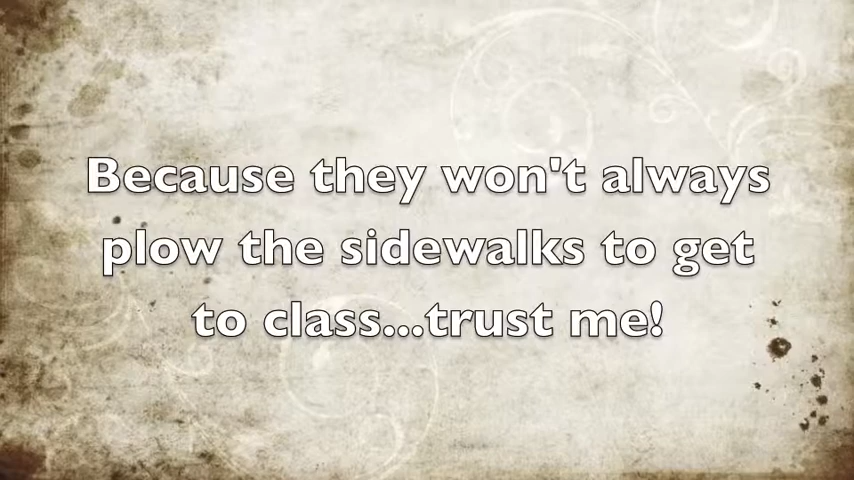 Because they won't always
plow the sidewalks to get
to class...trust me!